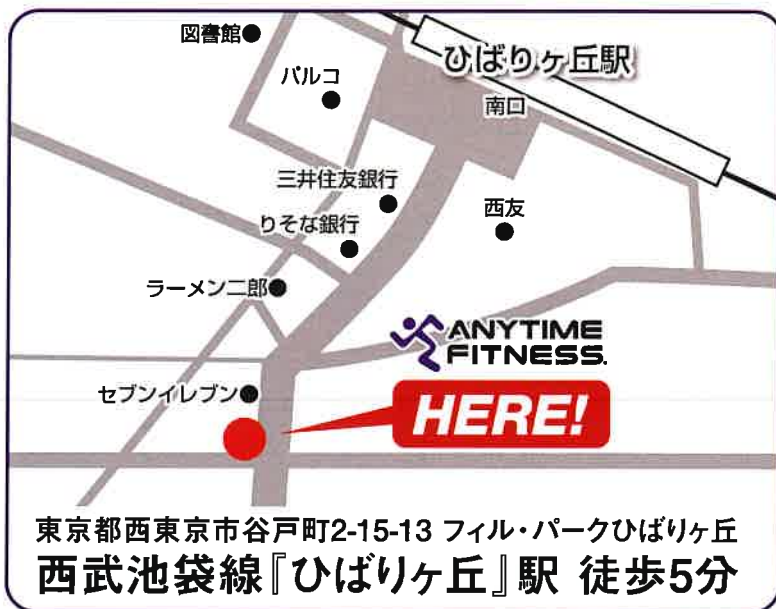 図書館
ひばりヶ丘駅
パルコ
南口
三井住友銀行
西友
りそな銀行
ラーメン二郎
ANYTIME
FITNESS.
セブンイレブン
HERE!
東京都西東京市谷戸町2-15-13 フィル・パークひばりヶ丘
西武池袋線『ひばりヶ丘』駅 徒歩5分